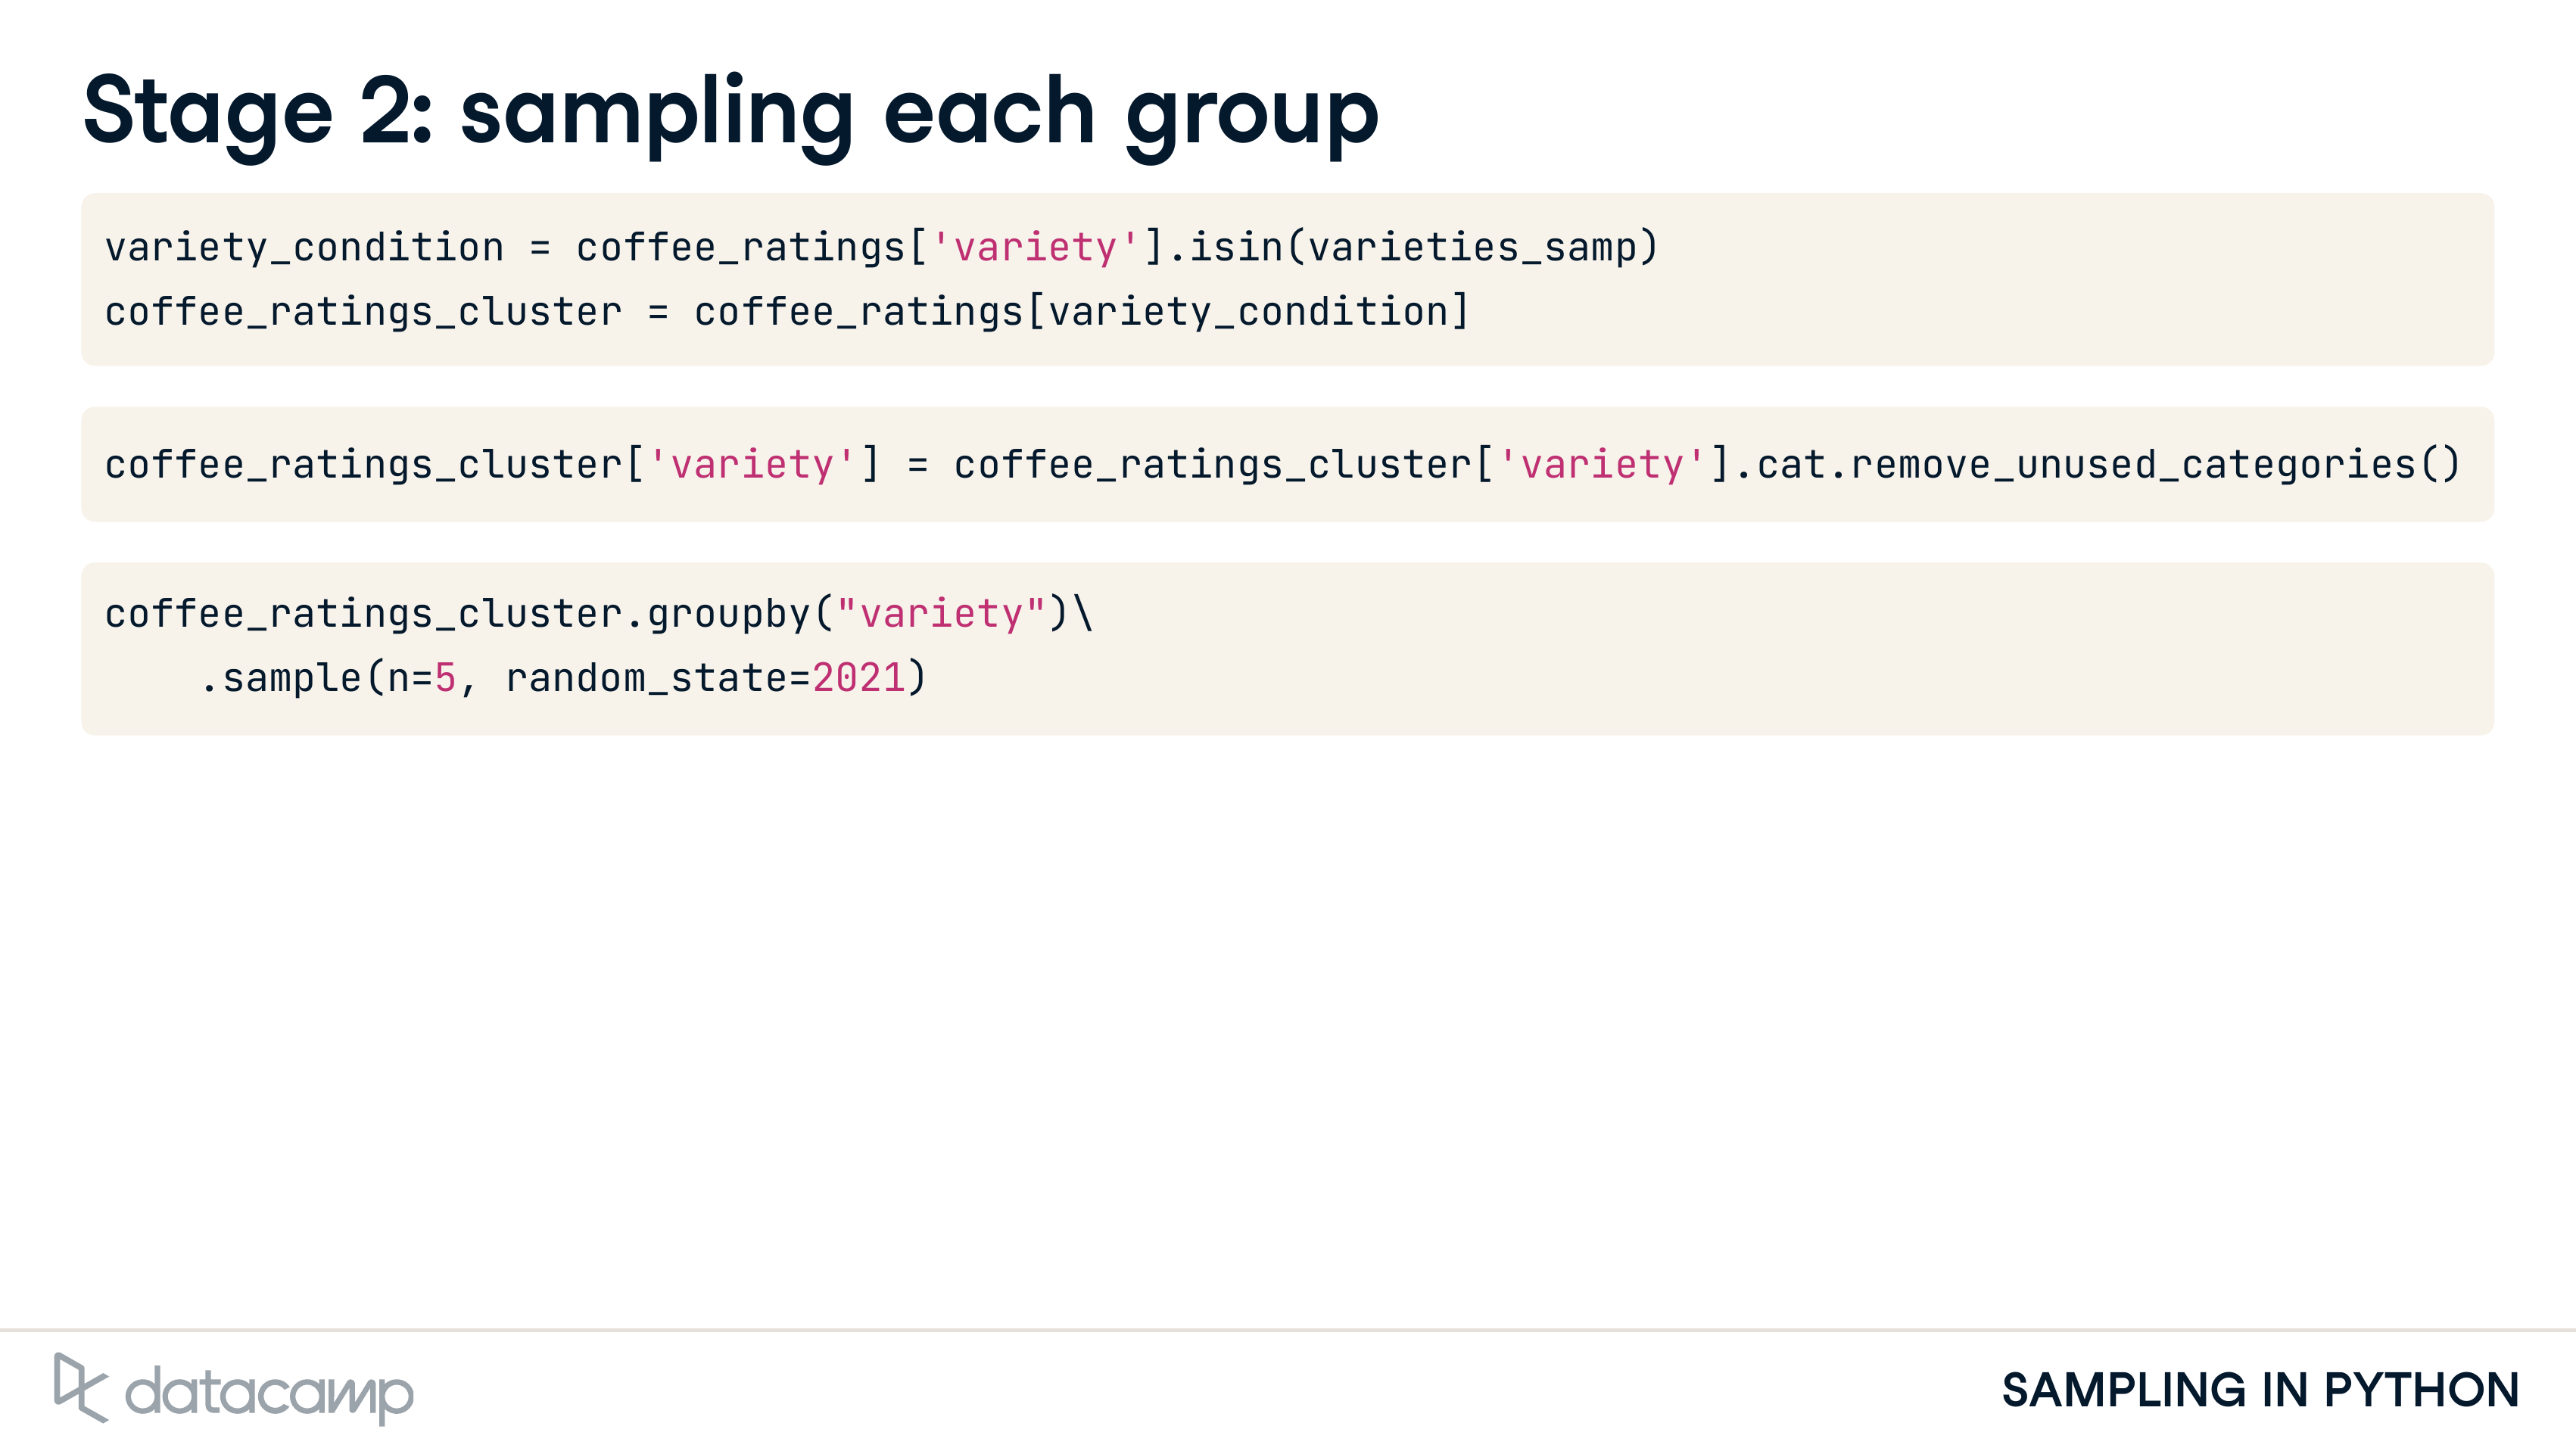 Stage 2: sampling each group
variety_condition = coffee_ratings['variety'].isin(varieties_samp)
coffee_ratings_cluster = coffee_ratings[variety_condition]
coffee_ratings_cluster['variety'] = coffee_ratings_cluster['variety'].cat.remove_unused_categories()
coffee_ratings_cluster.groupby("variety")\
    .sample(n=5, random_state=2021)
datacamp
SAMPLING IN PYTHON